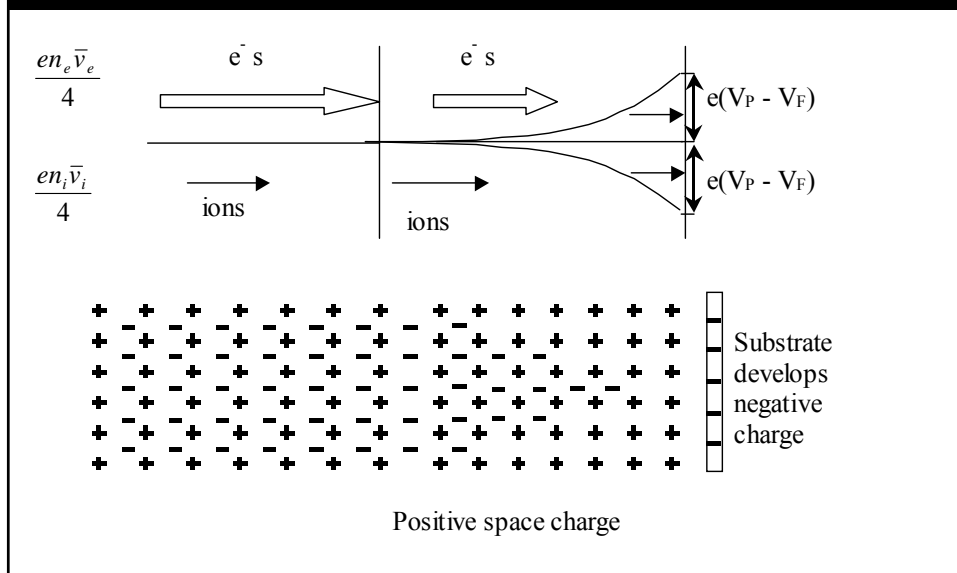 en_e v̄_e / 4
e⁻ s
e⁻ s
e(V_P - V_F)
en_i v̄_i / 4
ions
ions
e(V_P - V_F)
Substrate
develops
negative
charge
Positive space charge